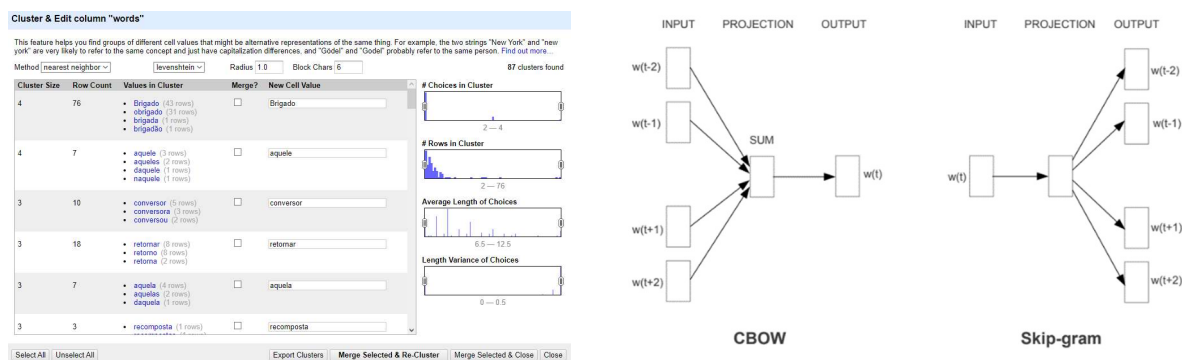 Cluster & Edit column "words"
This feature helps you find groups of different cell values that might be alternative representations of the same thing. For example, the two strings "New York" and "new
york" are very likely to refer to the same concept and just have capitalization differences, and "Gödel" and "Godel" probably refer to the same person. Find out more...
Method nearest neighbor levenshtein Radius 1.0 Block Chars 6 87 clusters found
Cluster Size Row Count Values in Cluster Merge? New Cell Value
4 76 • Brigado (43 rows) Brigado
• obrigado (31 rows)
• brigada (1 rows)
• brigadão (1 rows)
4 7 • aquele (3 rows) aquele
• aqueles (2 rows)
• daquele (1 rows)
• naquele (1 rows)
3 10 • conversor (5 rows) conversor
• conversora (3 rows)
• conversou (2 rows)
3 18 • retornar (8 rows) retornar
• retorno (8 rows)
• retorna (2 rows)
3 7 • aquela (4 rows) aquela
• aquelas (2 rows)
• daquela (1 rows)
3 3 • recomposta (1 rows) recomposta
# Choices in Cluster
2 — 4
# Rows in Cluster
2 — 76
Average Length of Choices
6.5 — 12.5
Length Variance of Choices
0 — 0.5
Select All Unselect All Export Clusters Merge Selected & Re-Cluster Merge Selected & Close Close
INPUT PROJECTION OUTPUT
w(t-2)
w(t-1)
SUM
w(t)
w(t+1)
w(t+2)
CBOW
INPUT PROJECTION OUTPUT
w(t-2)
w(t-1)
w(t)
w(t+1)
w(t+2)
Skip-gram